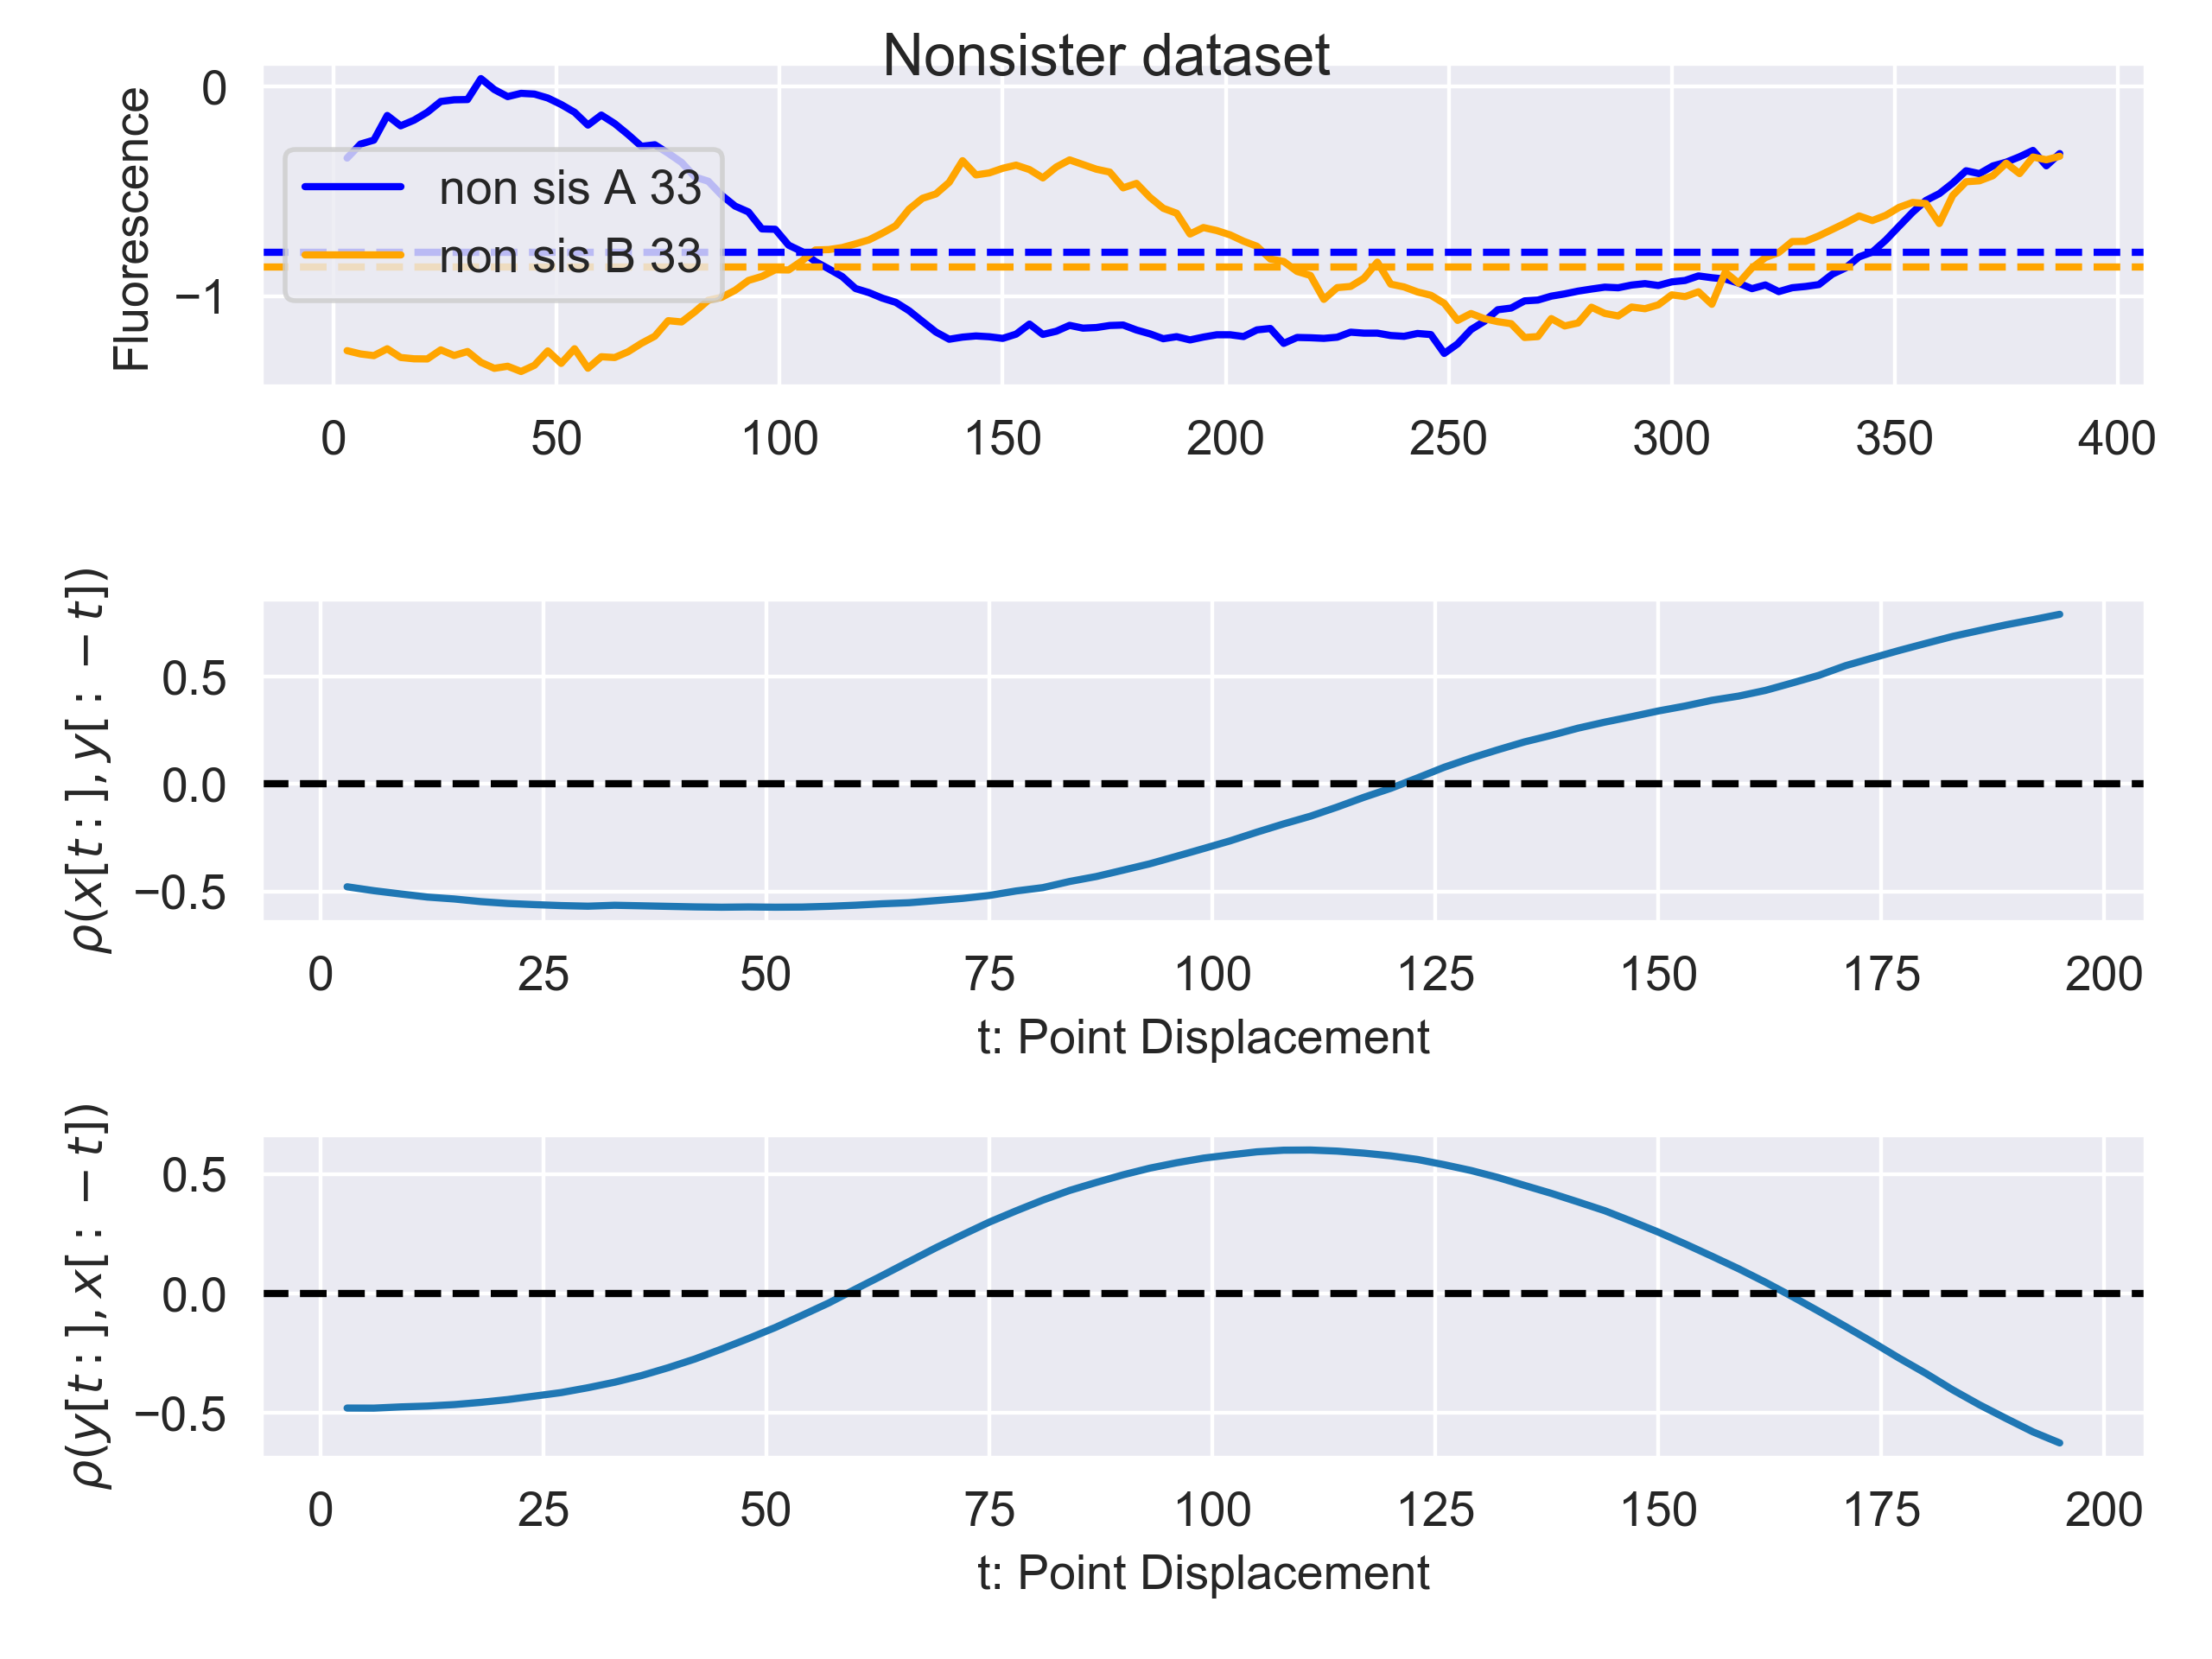 Nonsister dataset
Fluorescence
0
−1
non sis A 33
non sis B 33
0 50 100 150 200 250 300 350 400
ρ(x[t:], y[: − t])
0.5
0.0
−0.5
0 25 50 75 100 125 150 175 200
t: Point Displacement
ρ(y[t:], x[: − t])
0.5
0.0
−0.5
0 25 50 75 100 125 150 175 200
t: Point Displacement